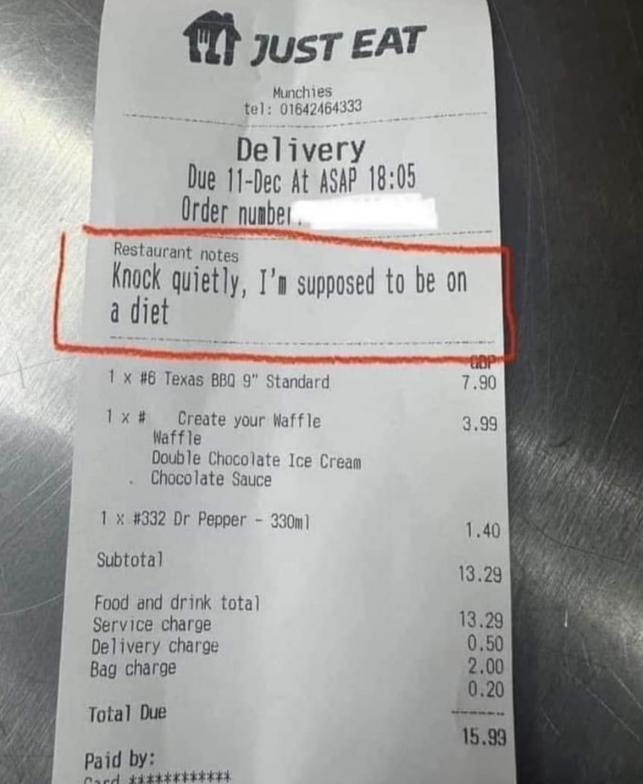 JUST EAT
Munchies
tel: 01642464333
Delivery
Due 11-Dec At ASAP 18:05
Order number
Restaurant notes
Knock quietly, I'm supposed to be on
a diet
GBP
1 x #6 Texas BBQ 9" Standard 7.90
1 x # Create your Waffle 3.99
Waffle
Double Chocolate Ice Cream
Chocolate Sauce
1 x #332 Dr Pepper - 330ml 1.40
Subtotal 13.29
Food and drink total 13.29
Service charge 0.50
Delivery charge 2.00
Bag charge 0.20
Total Due 15.99
Paid by:
Card ************